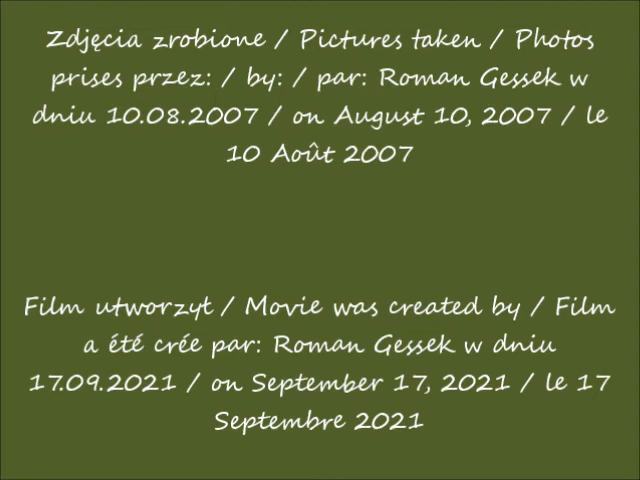 Zdjęcia zrobione / Pictures taken / Photos
prises przez: / by: / par: Roman Gessek w
dniu 10.08.2007 / on August 10, 2007 / le
10 Août 2007
Film utworzył / Movie was created by / Film
a été crée par: Roman Gessek w dniu
17.09.2021 / on September 17, 2021 / le 17
Septembre 2021